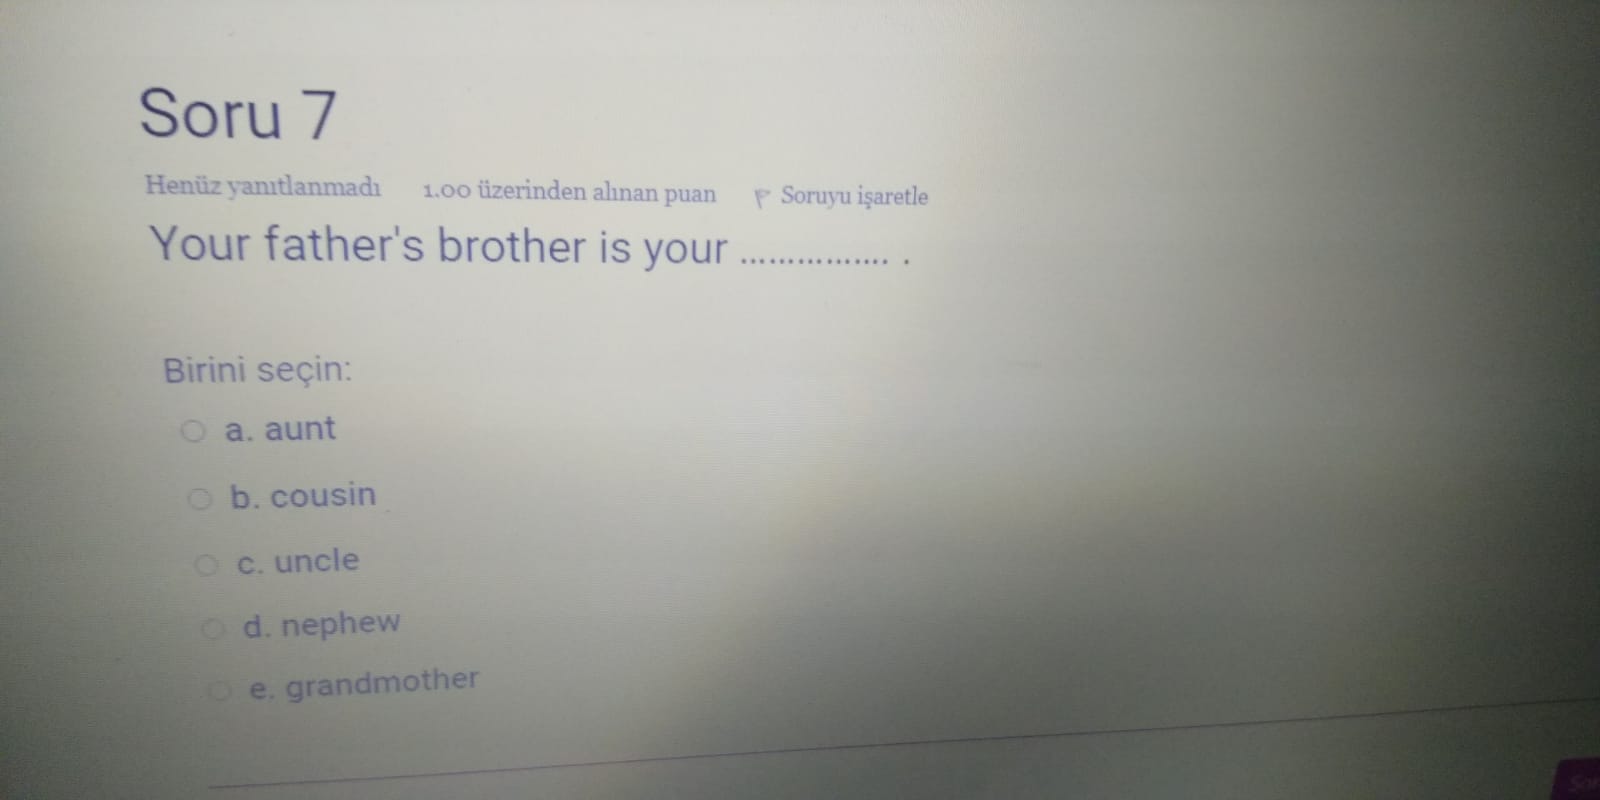 Soru 7
Henüz yanıtlanmadı 1.00 üzerinden alınan puan Soruyu işaretle
Your father's brother is your ................ .
Birini seçin:
a. aunt
b. cousin
c. uncle
d. nephew
e. grandmother